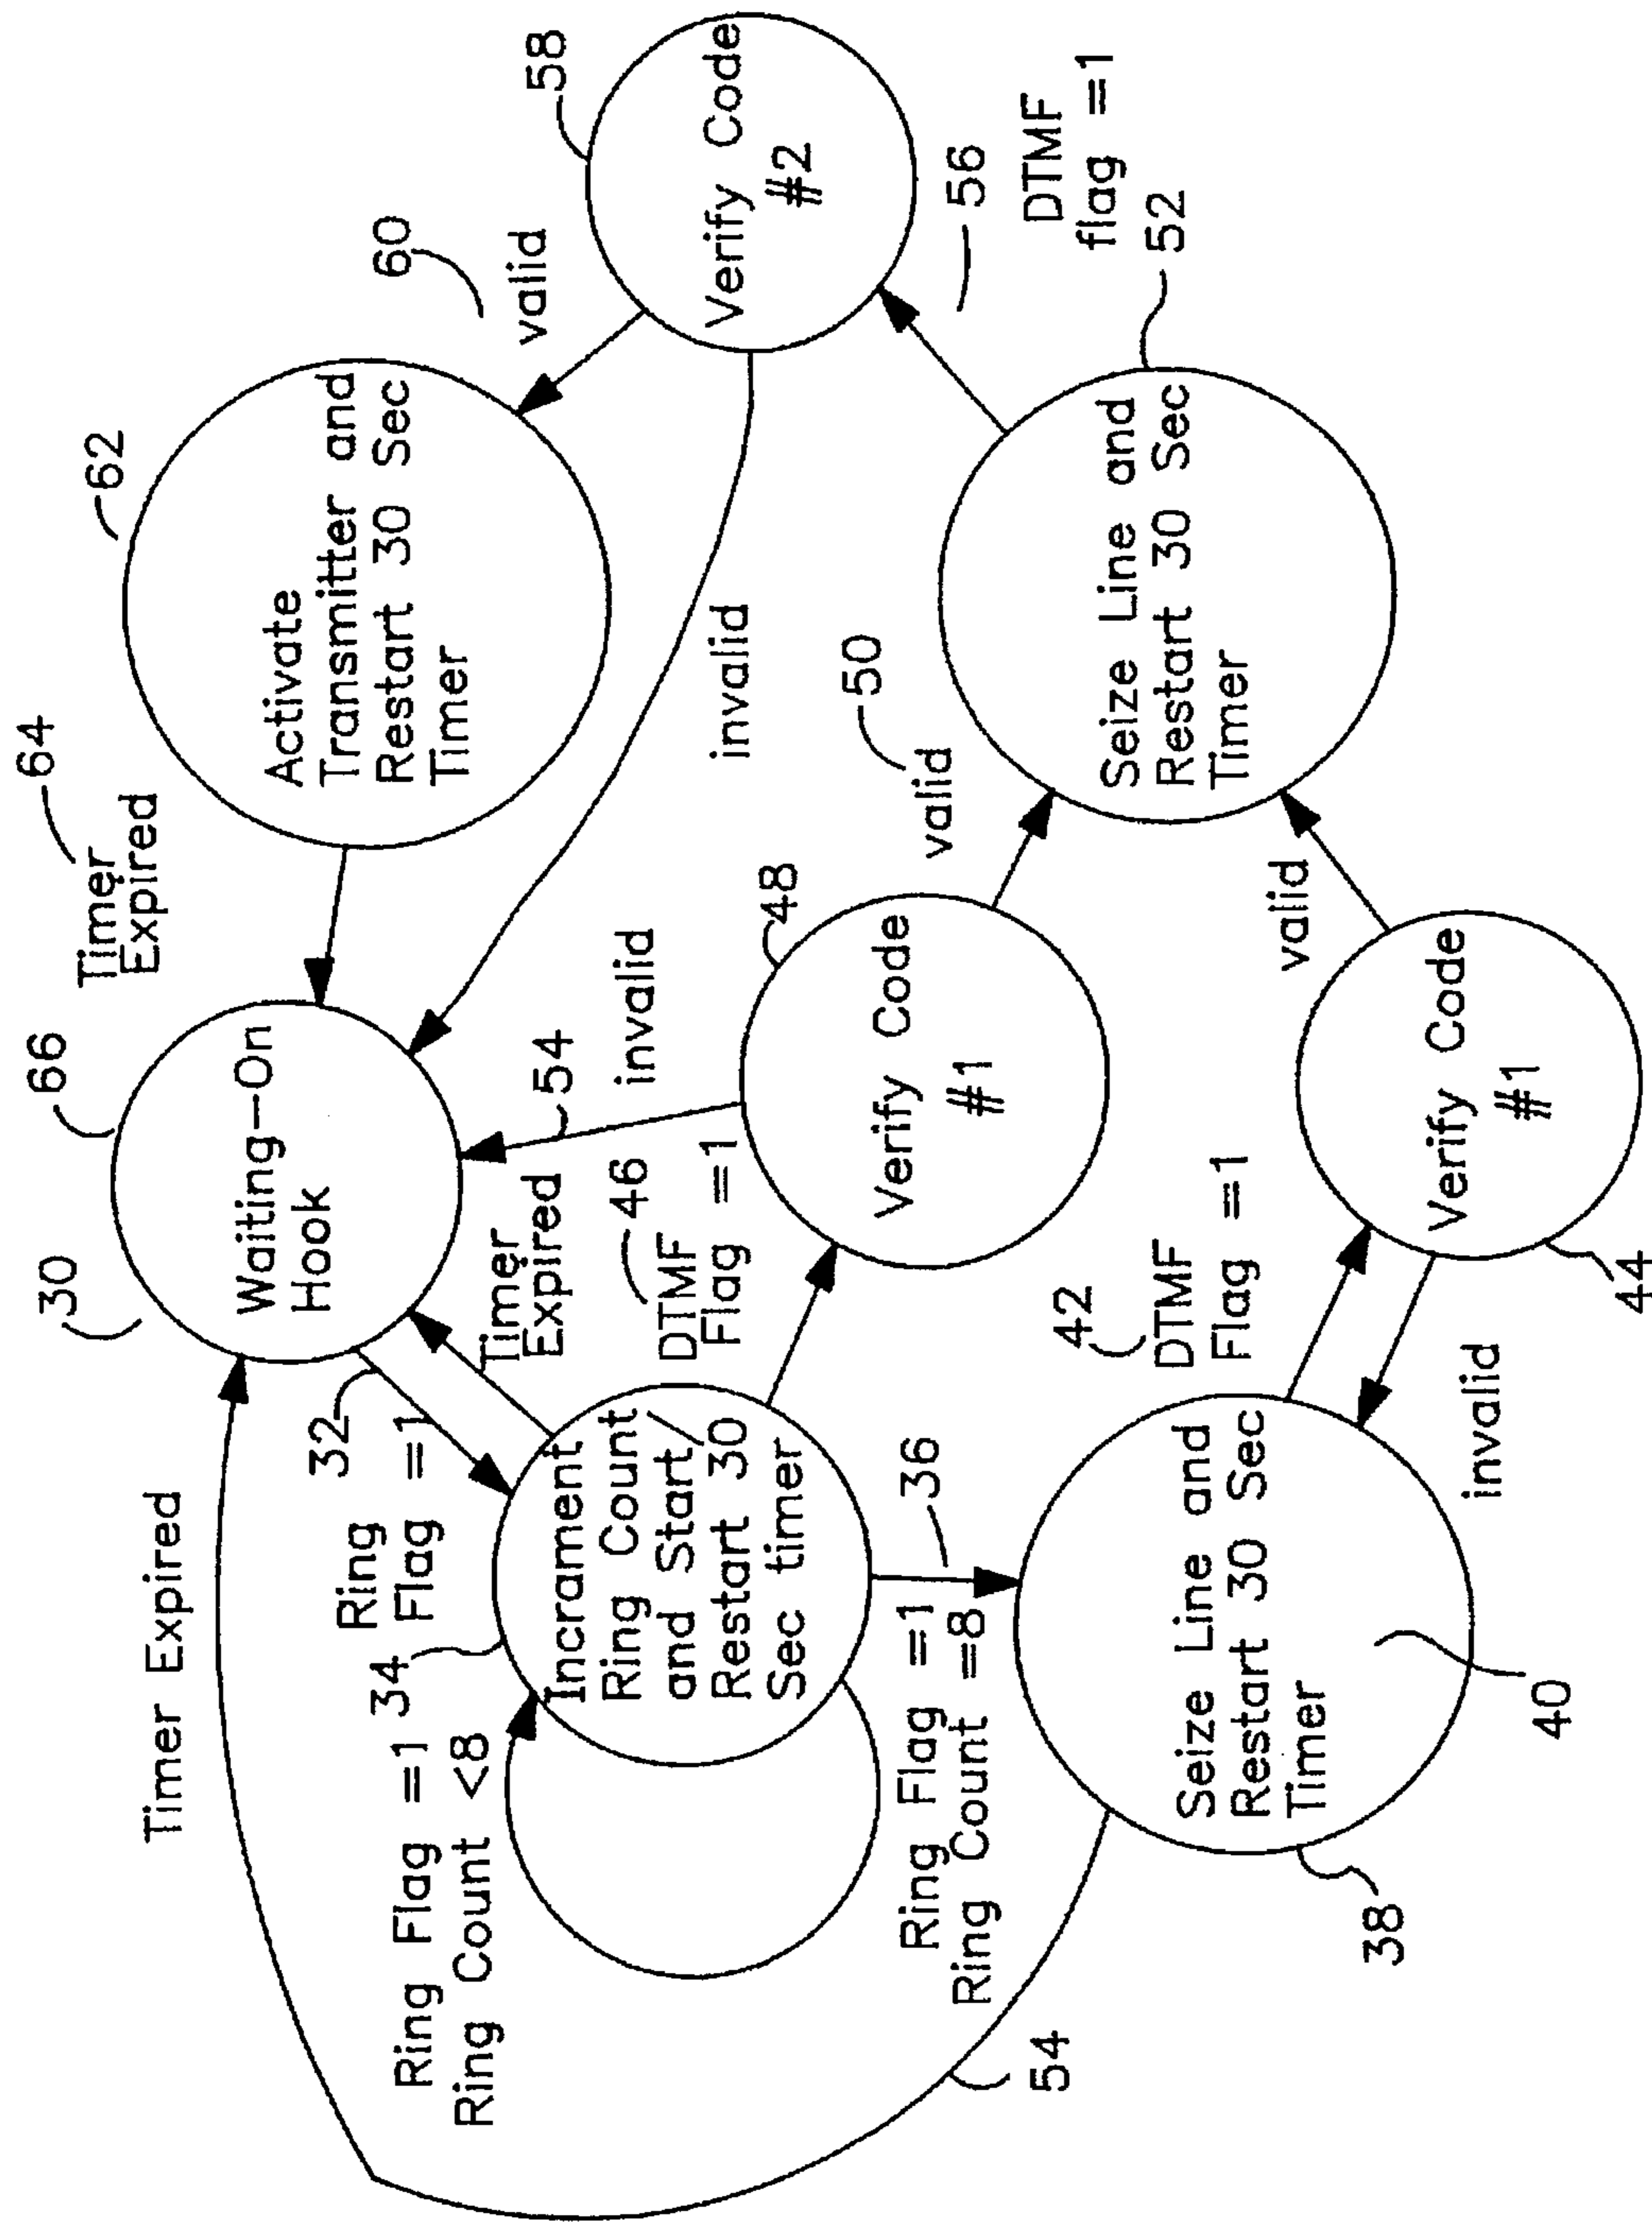 Timer Expired
30
66
64
Timer
Expired
Waiting-On
Hook
62
Activate
Transmitter and
Restart 30 Sec
Timer
60
valid
58
Verify Code
#2
32
Ring
Flag =1
Timer
Expired
54
invalid
invalid
Ring Flag =1
Ring Count <8
34
Incrament
Ring Count
and Start/
Restart 30
Sec timer
46
DTMF
Flag =1
48
Verify Code
#1
50
valid
56
DTMF
flag =1
52
Seize Line and
Restart 30 Sec
Timer
36
Ring Flag =1
Ring Count =8
54
38
Seize Line and
Restart 30 Sec
Timer
40
42
DTMF
Flag =1
invalid
44
Verify Code
#1
valid